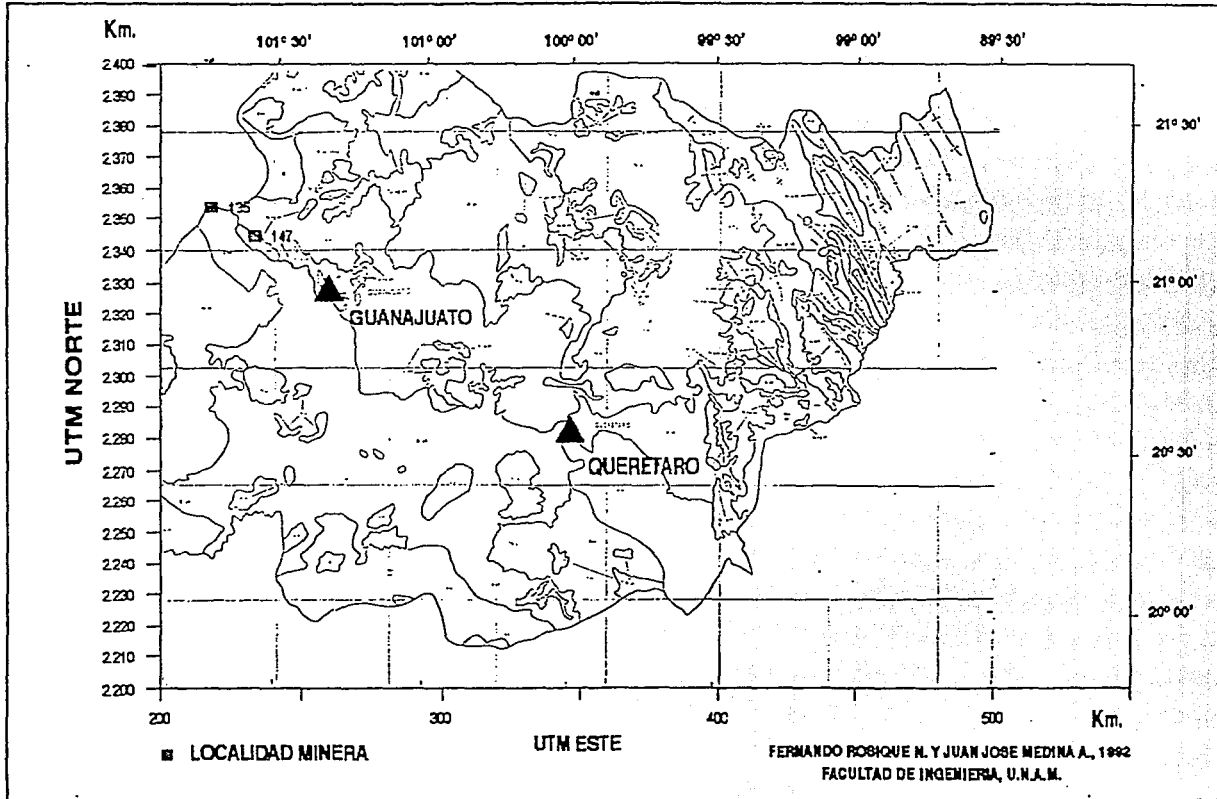 Km.
101° 30' 101° 00' 100° 00' 99° 30' 99° 00' 89° 30'
2.400
2.390
2.380
21° 30'
2.370
2.360
2.350
135
2.340
147
2.330
21° 00'
2.320
GUANAJUATO
2.310
2.300
2.290
2.280
20° 30'
QUERETARO
2.270
2.260
2.250
2.240
2.230
20° 00'
2.220
2.210
2.200
UTM NORTE
200 300 400 500 Km.
UTM ESTE
LOCALIDAD MINERA
FERNANDO ROSIQUE N. Y JUAN JOSE MEDINA A., 1992
FACULTAD DE INGENIERIA, U.N.A.M.